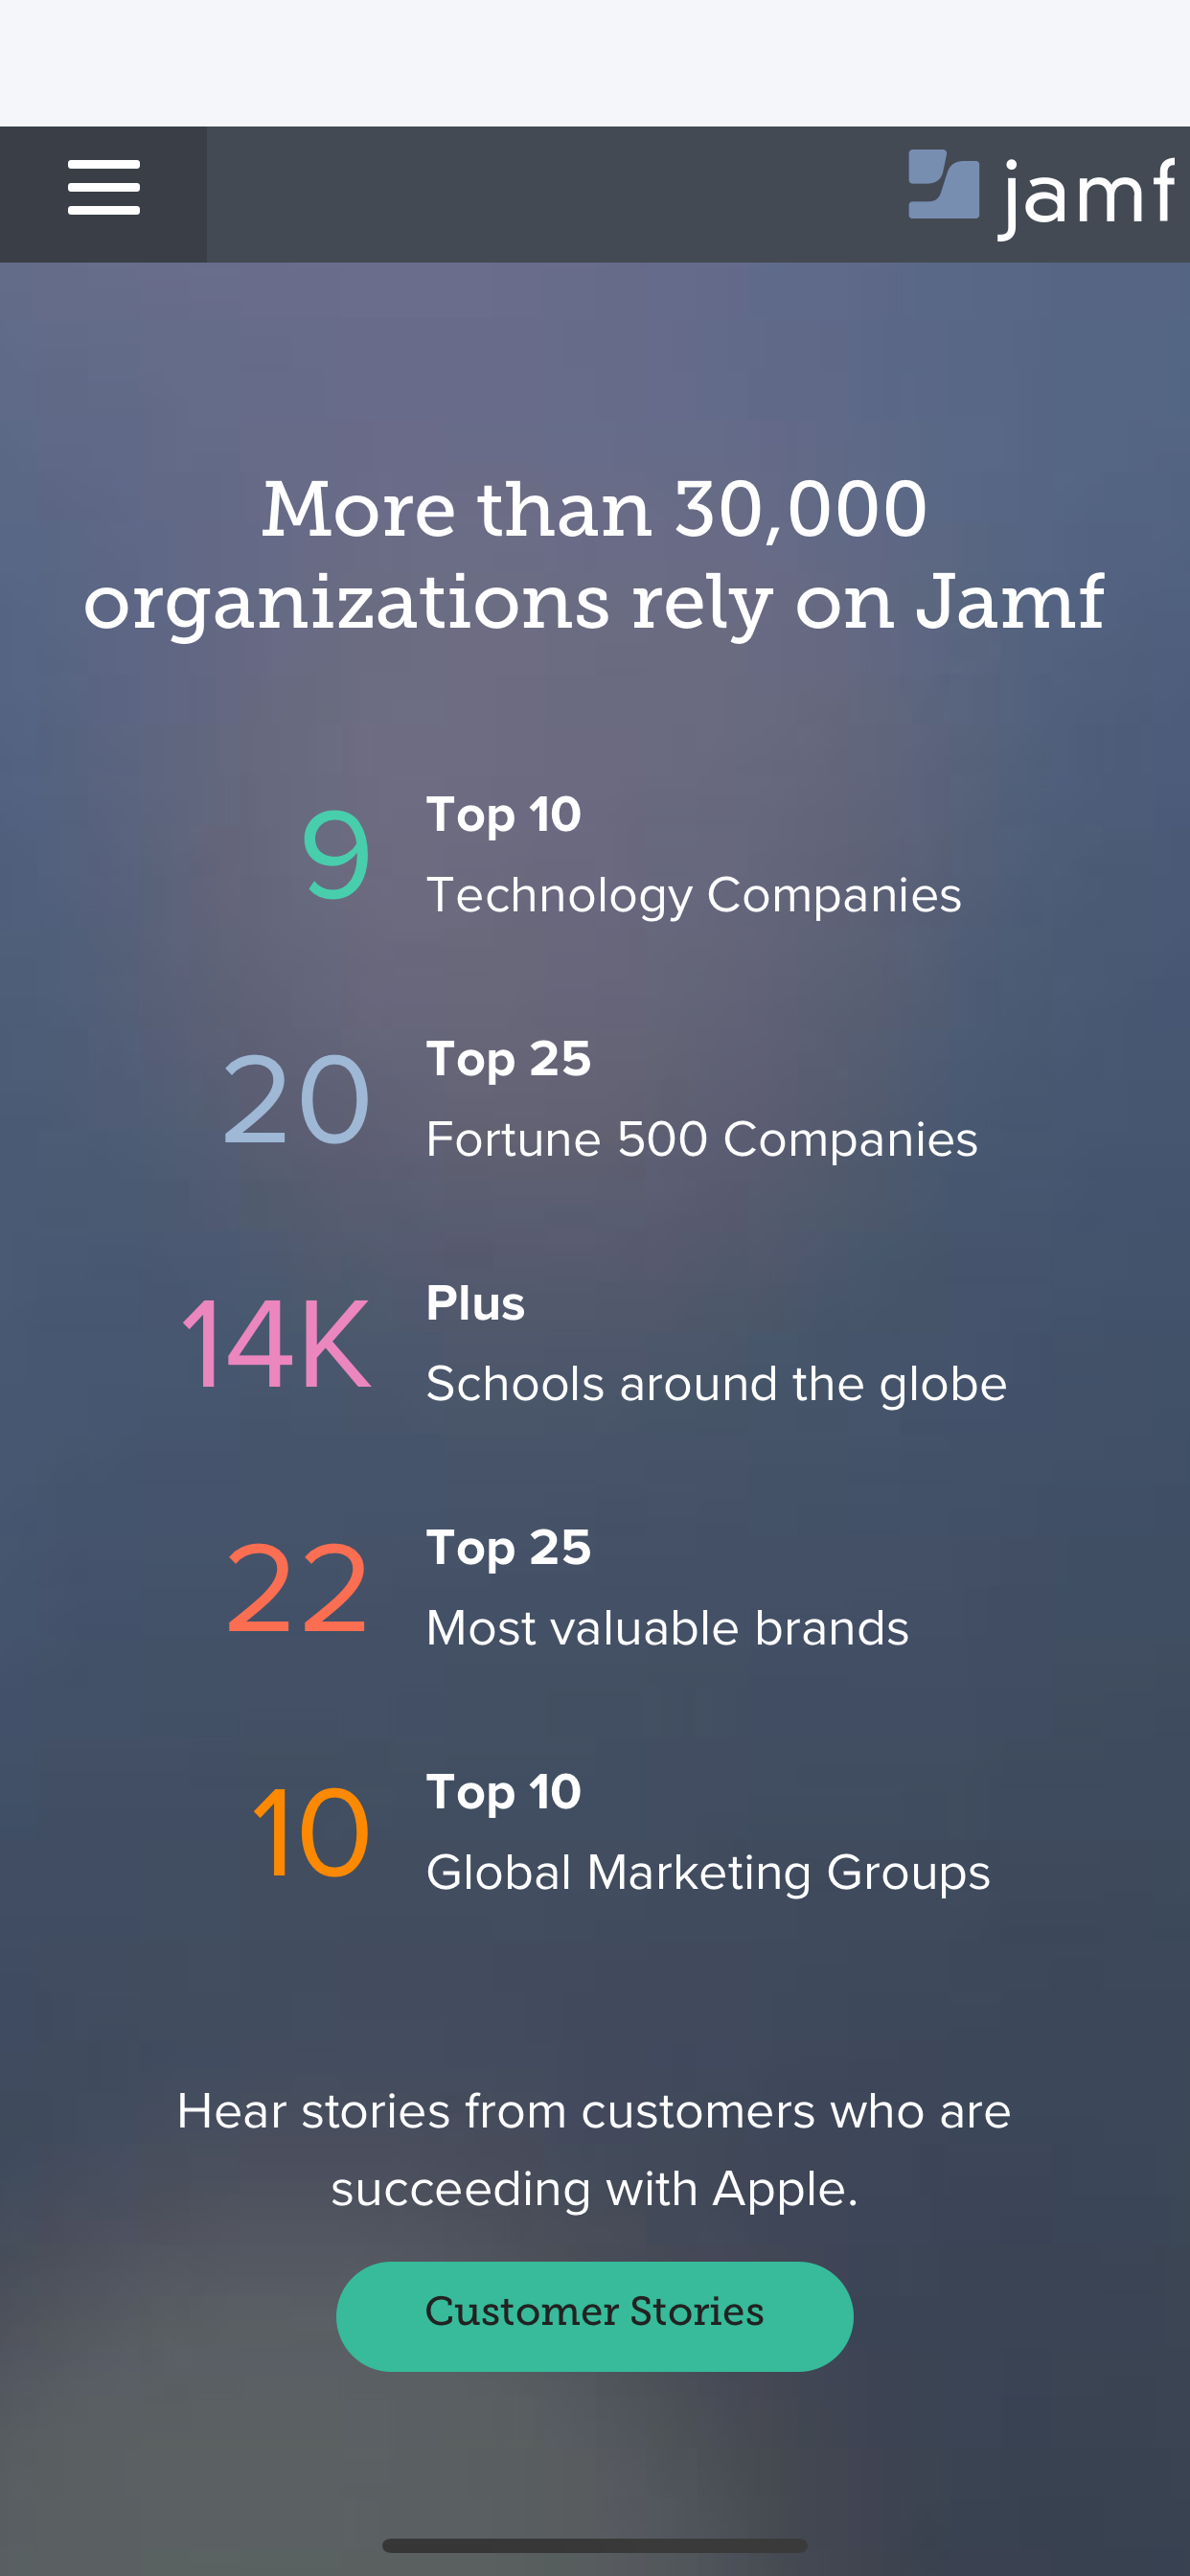 jamf
More than 30,000
organizations rely on Jamf
9
Top 10
Technology Companies
20
Top 25
Fortune 500 Companies
14K
Plus
Schools around the globe
22
Top 25
Most valuable brands
10
Top 10
Global Marketing Groups
Hear stories from customers who are
succeeding with Apple.
Customer Stories